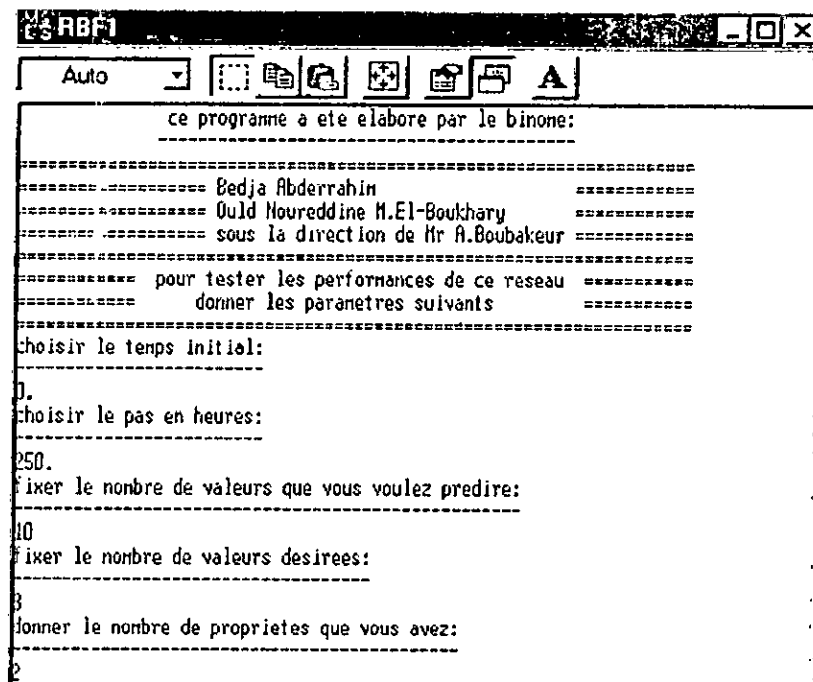 RBF1
Auto
A
ce programme a ete elabore par le binome:
-----------------------------------------
==================================================================
=================== Bedja Abderrahim ============
=================== Ould Noureddine M.El-Boukhary ============
=================== sous la direction de Mr A.Boubakeur ============
==================================================================
============ pour tester les performances de ce reseau ===========
============ donner les parametres suivants ===========
==================================================================
choisir le temps initial:
------------------------
0.
choisir le pas en heures:
------------------------
250.
fixer le nombre de valeurs que vous voulez predire:
--------------------------------------------------
10
fixer le nombre de valeurs desirees:
-----------------------------------
donner le nombre de proprietes que vous avez:
--------------------------------------------
2